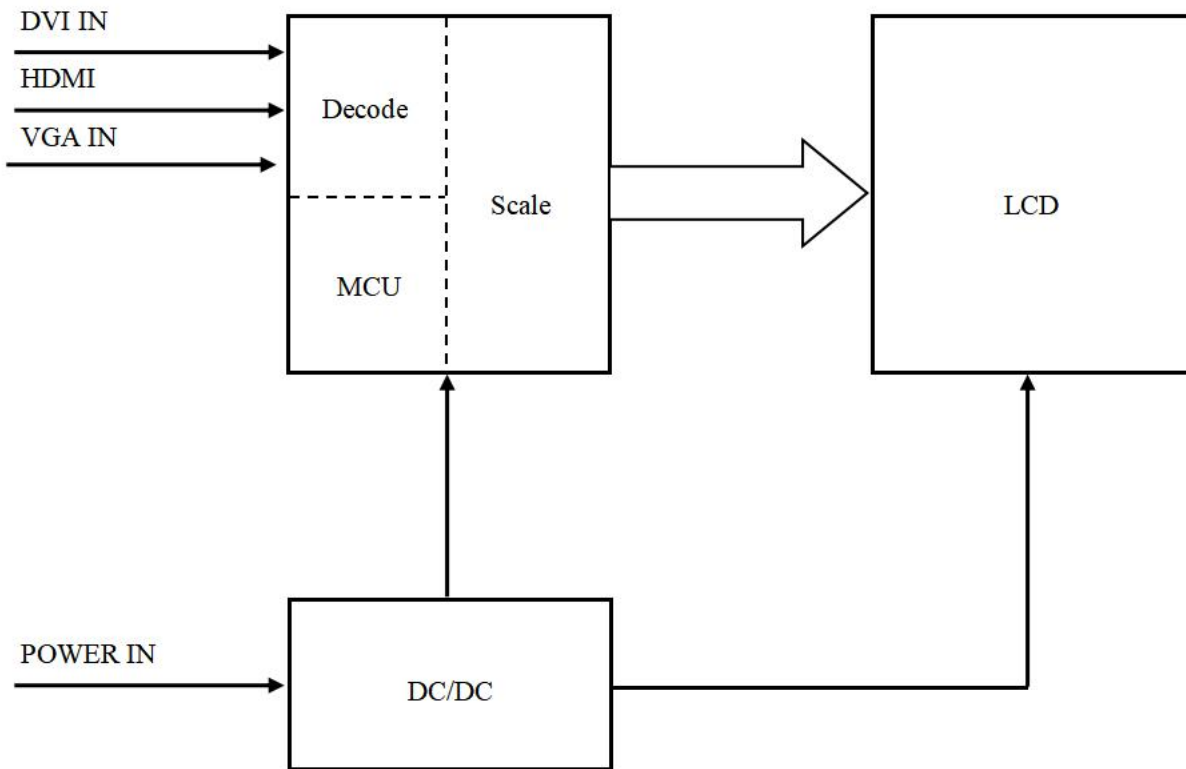 DVI IN
HDMI
VGA IN
Decode
Scale
MCU
LCD
POWER IN
DC/DC